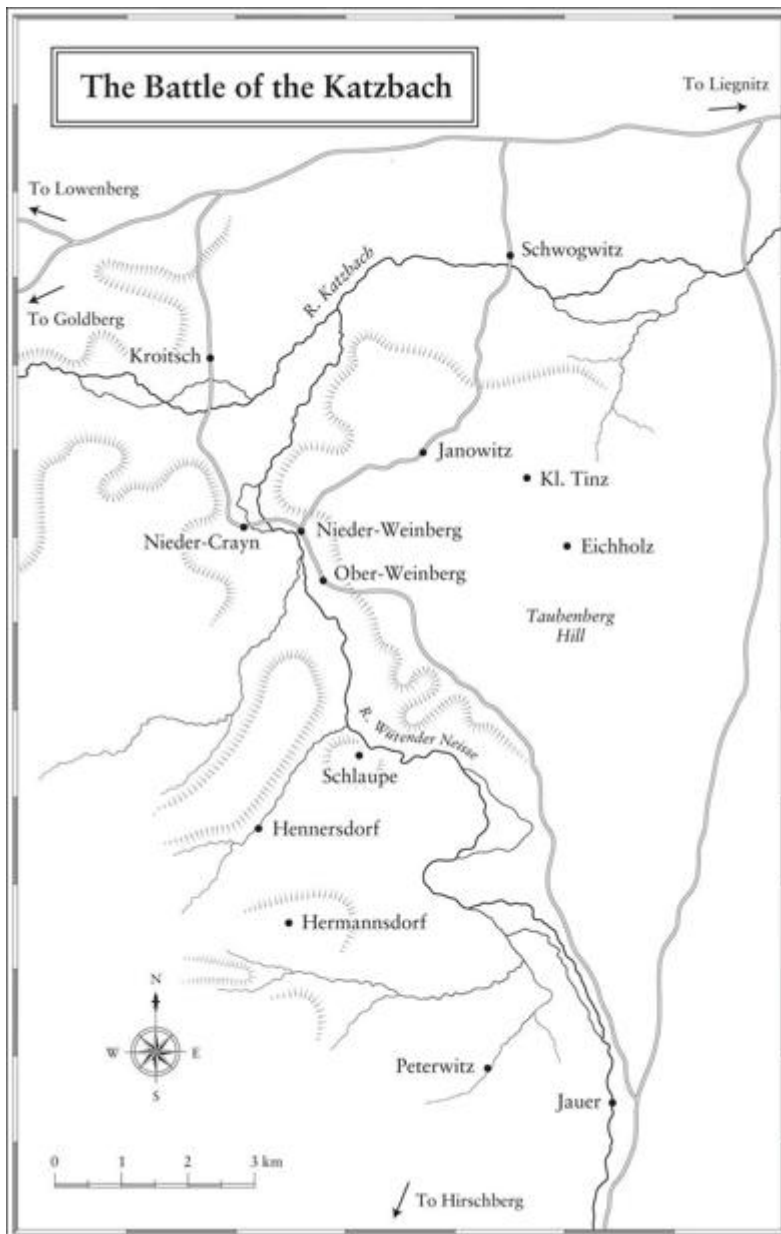 The Battle of the Katzbach
To Liegnitz
To Lowenberg
Schwogwitz
R. Katzbach
To Goldberg
Kroitsch
Janowitz
Kl. Tinz
Nieder-Crayn
Nieder-Weinberg
Eichholz
Ober-Weinberg
Taubenberg
Hill
R. Wütender Neisse
Schlaupe
Hennersdorf
Hermannsdorf
N
W
E
S
Peterwitz
Jauer
0 1 2 3 km
To Hirschberg